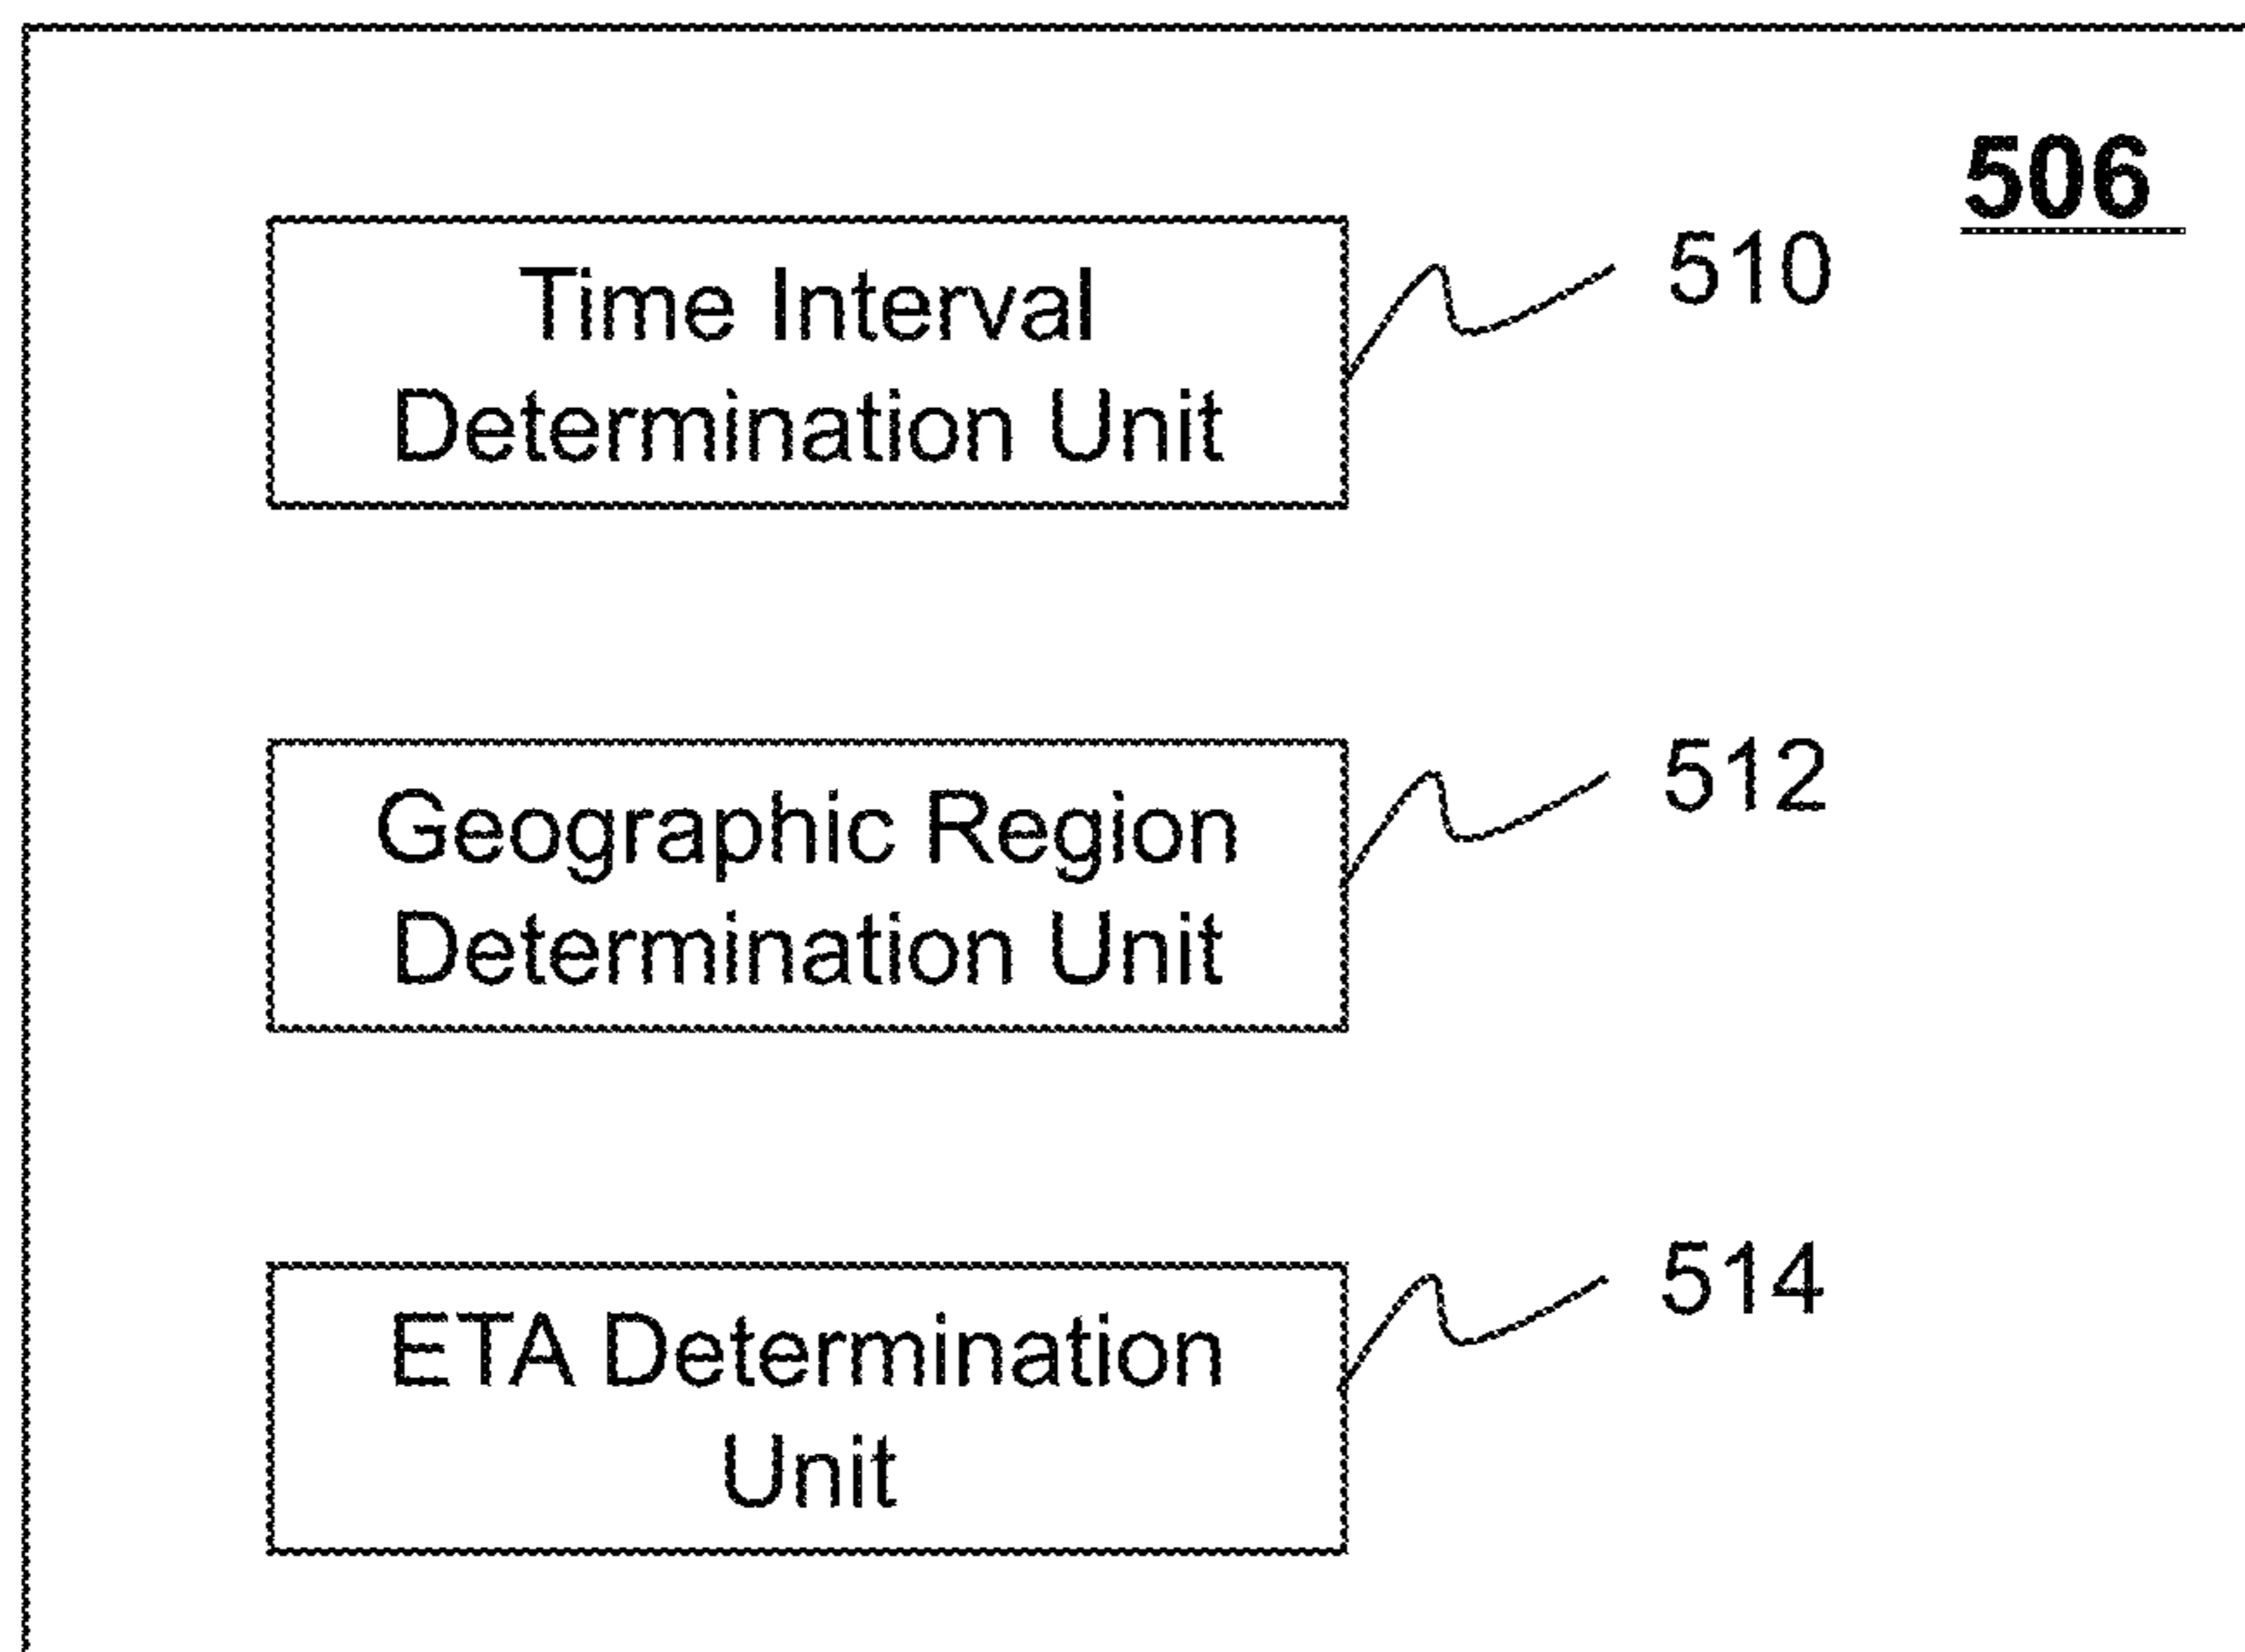 506
Time Interval
Determination Unit
510
Geographic Region
Determination Unit
512
ETA Determination
Unit
514